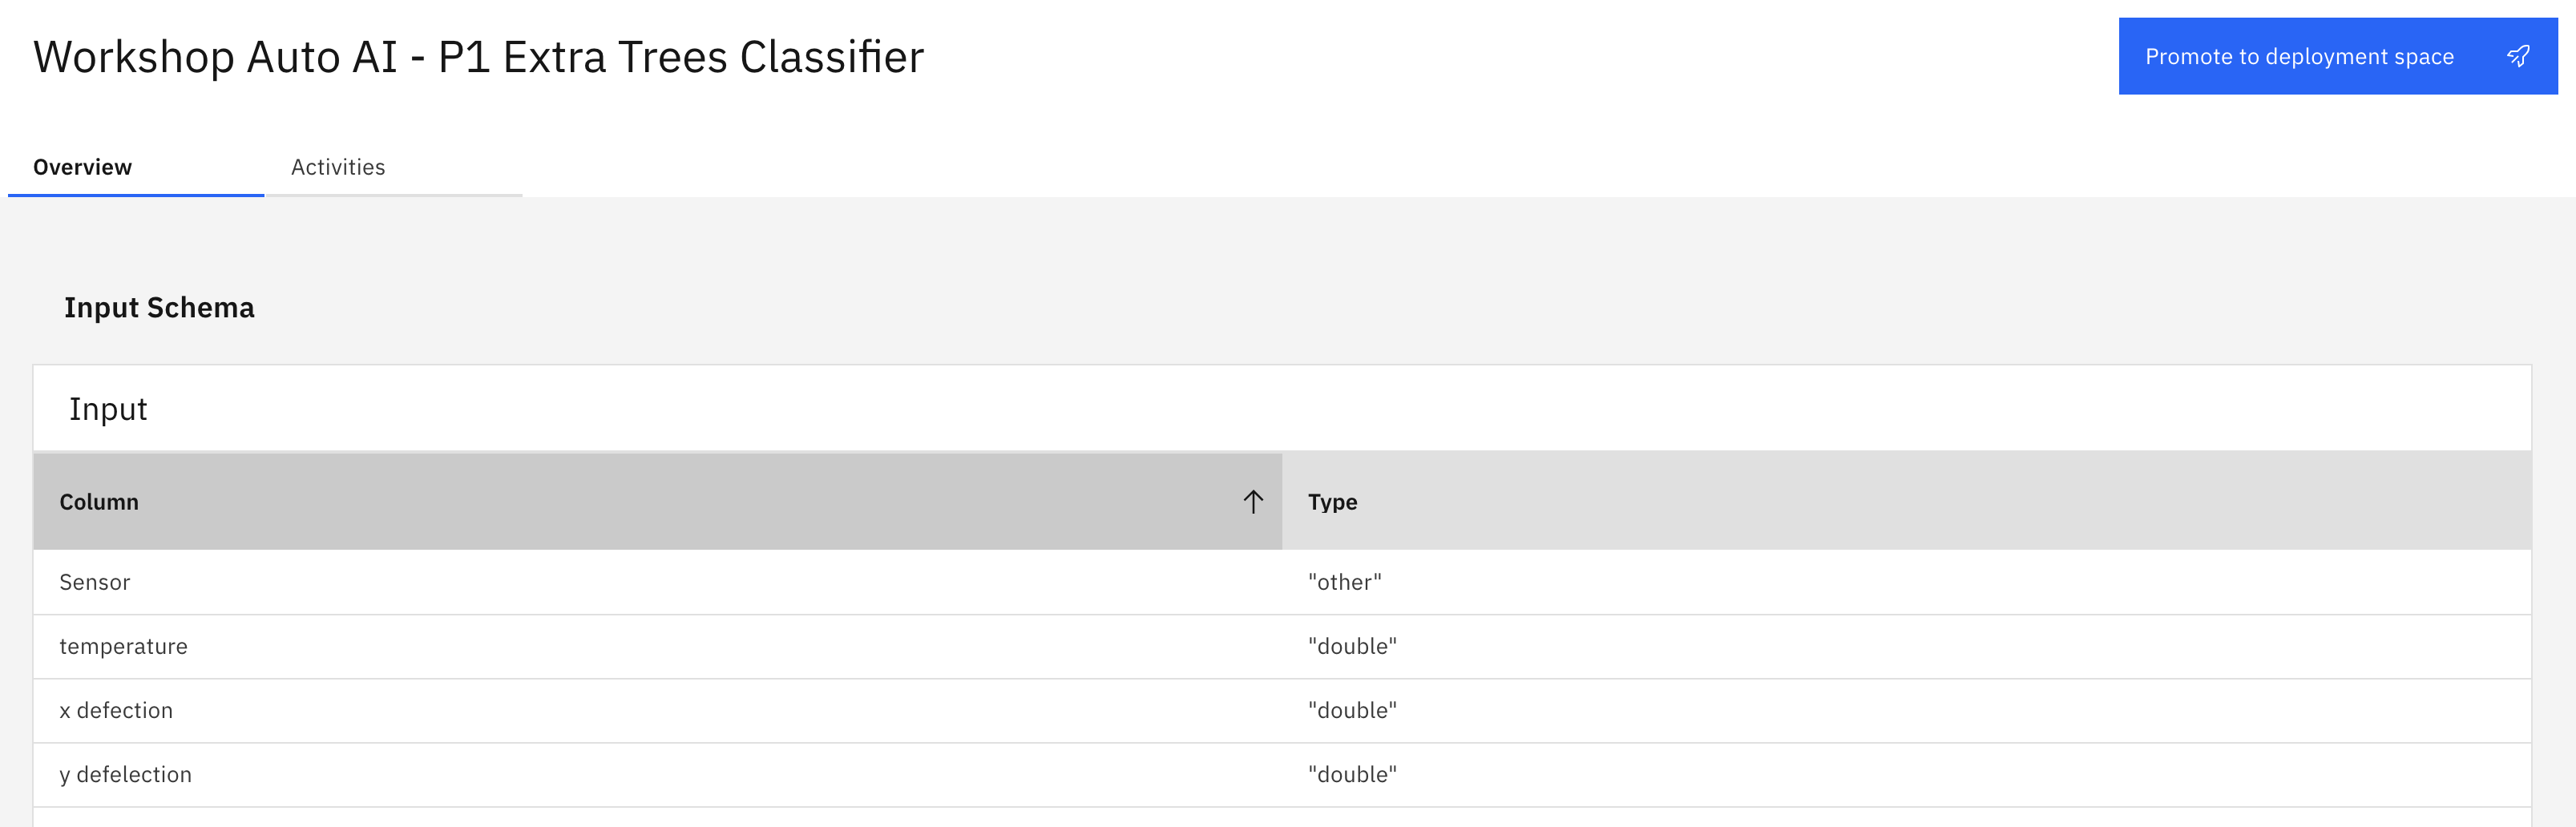 Workshop Auto AI - P1 Extra Trees Classifier
Promote to deployment space
Overview Activities
Input Schema
Input
Column Type
Sensor "other"
temperature "double"
x defection "double"
y defelection "double"